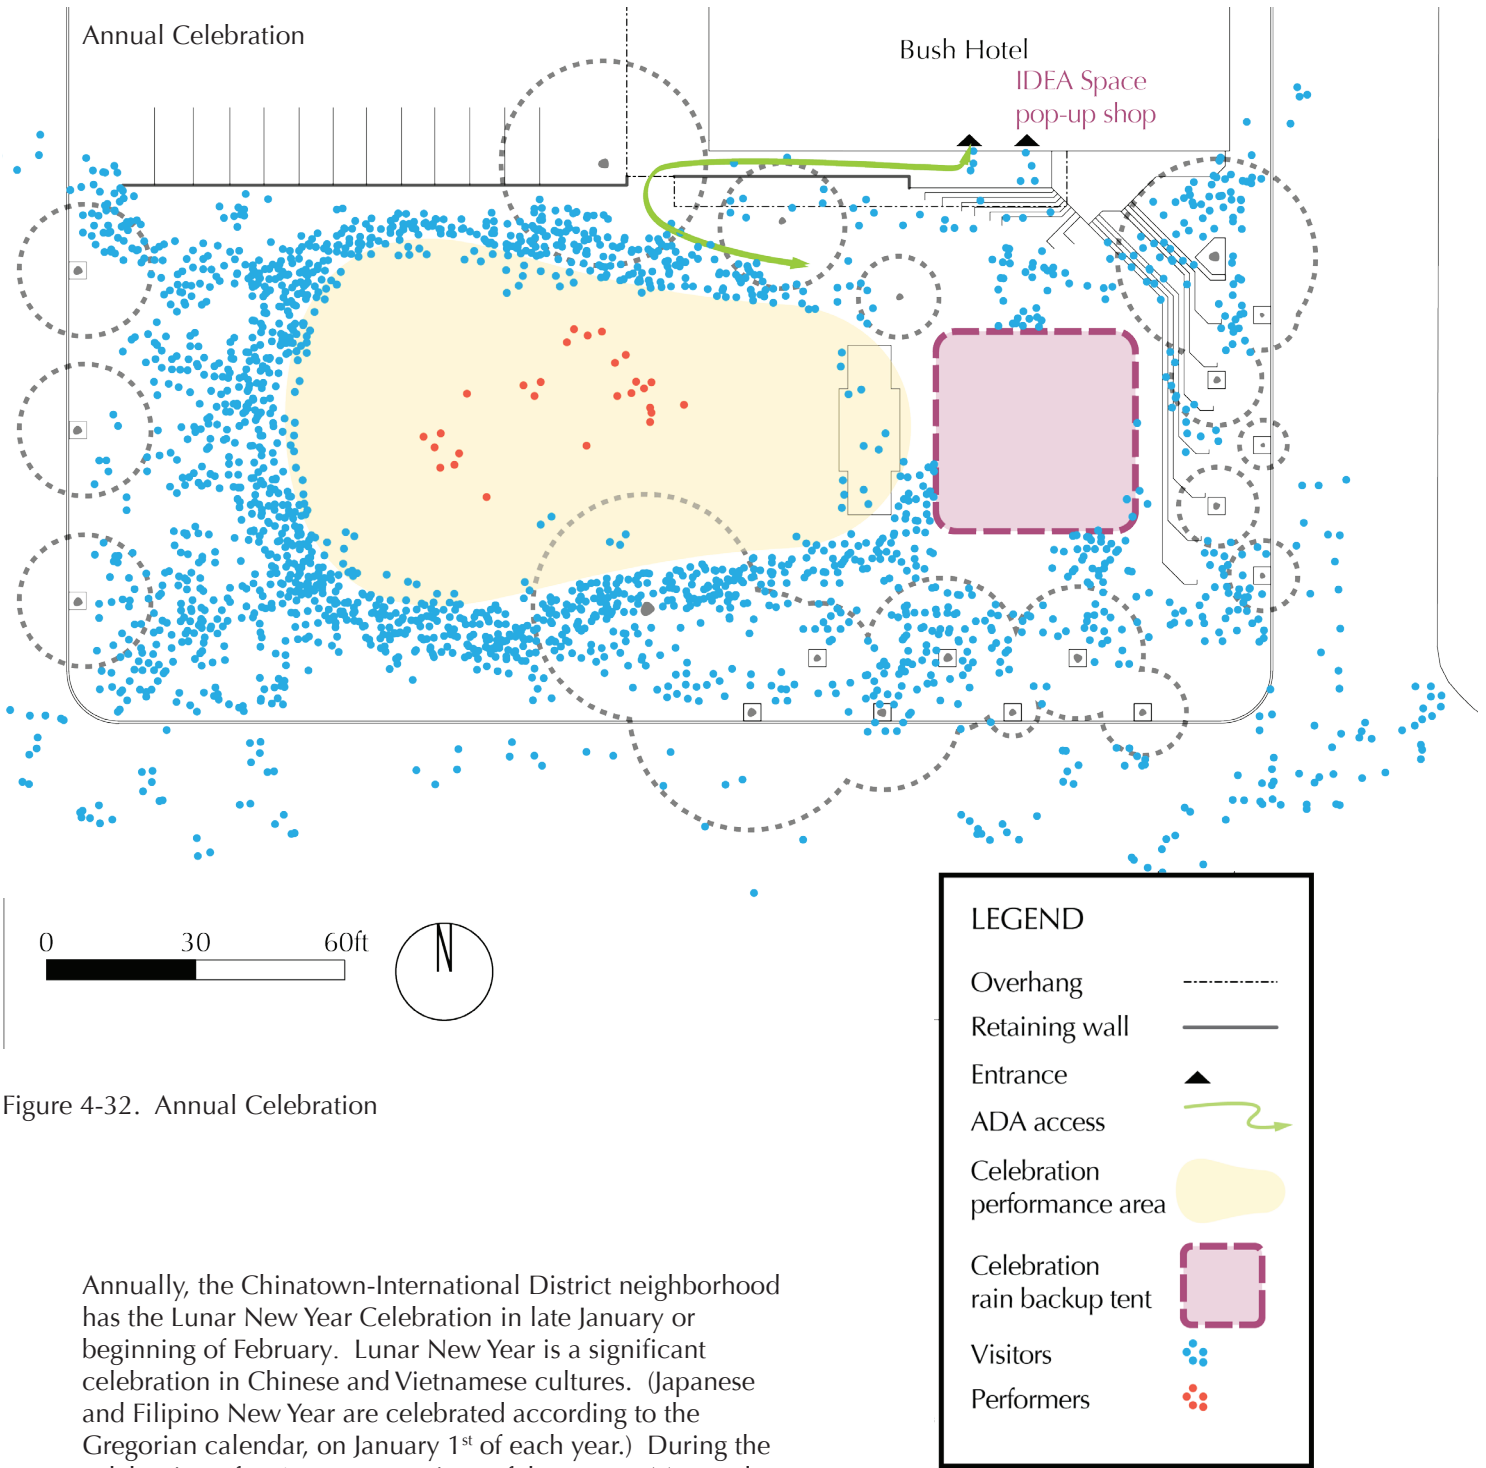 Annual Celebration
Bush Hotel
IDEA Space
pop-up shop
0 30 60ft
N
LEGEND
Overhang
Retaining wall
Entrance
ADA access
Celebration
performance area
Celebration
rain backup tent
Visitors
Performers
Figure 4-32. Annual Celebration
Annually, the Chinatown-International District neighborhood
has the Lunar New Year Celebration in late January or
beginning of February. Lunar New Year is a significant
celebration in Chinese and Vietnamese cultures. (Japanese
and Filipino New Year are celebrated according to the
Gregorian calendar, on January 1st of each year.) During the